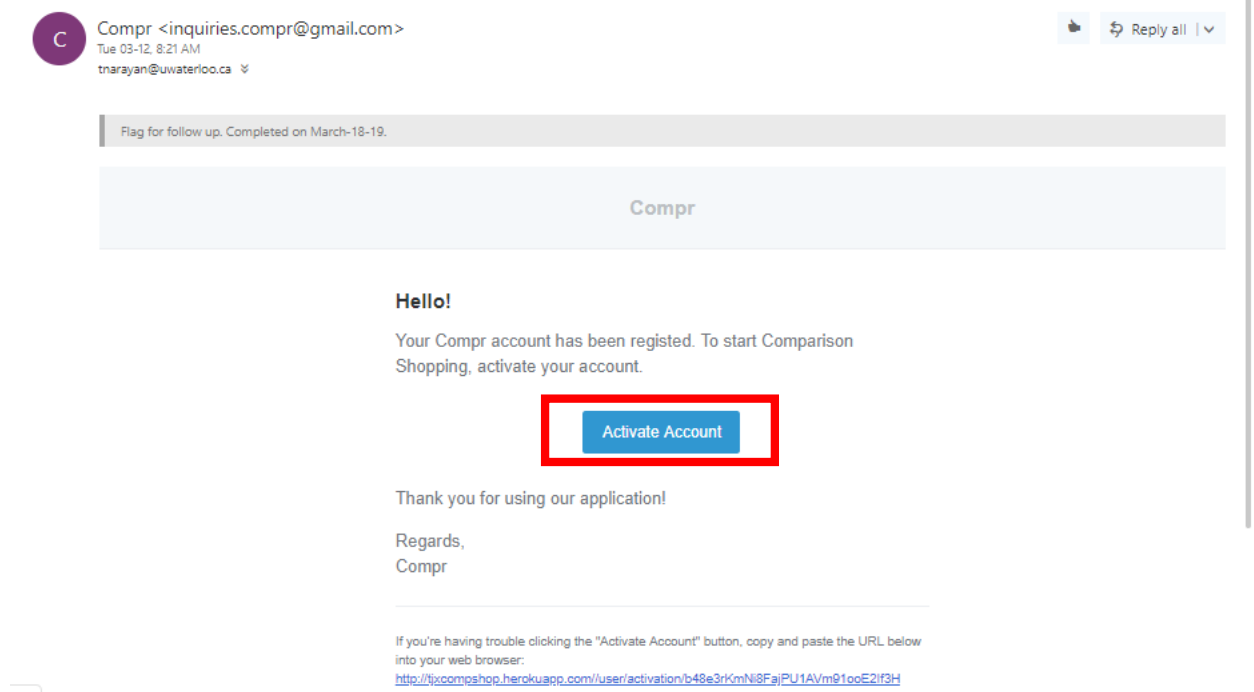 C
Compr <inquiries.compr@gmail.com>
Reply all
Tue 03-12, 8:21 AM
tnarayan@uwaterloo.ca
Flag for follow up. Completed on March-18-19.
Compr
Hello!
Your Compr account has been registed. To start Comparison
Shopping, activate your account.
Activate Account
Thank you for using our application!
Regards,
Compr
If you're having trouble clicking the "Activate Account" button, copy and paste the URL below
into your web browser:
http://tjxcompshop.herokuapp.com//user/activation/b48e3rKmNi8FajPU1AVm91ooE2If3H